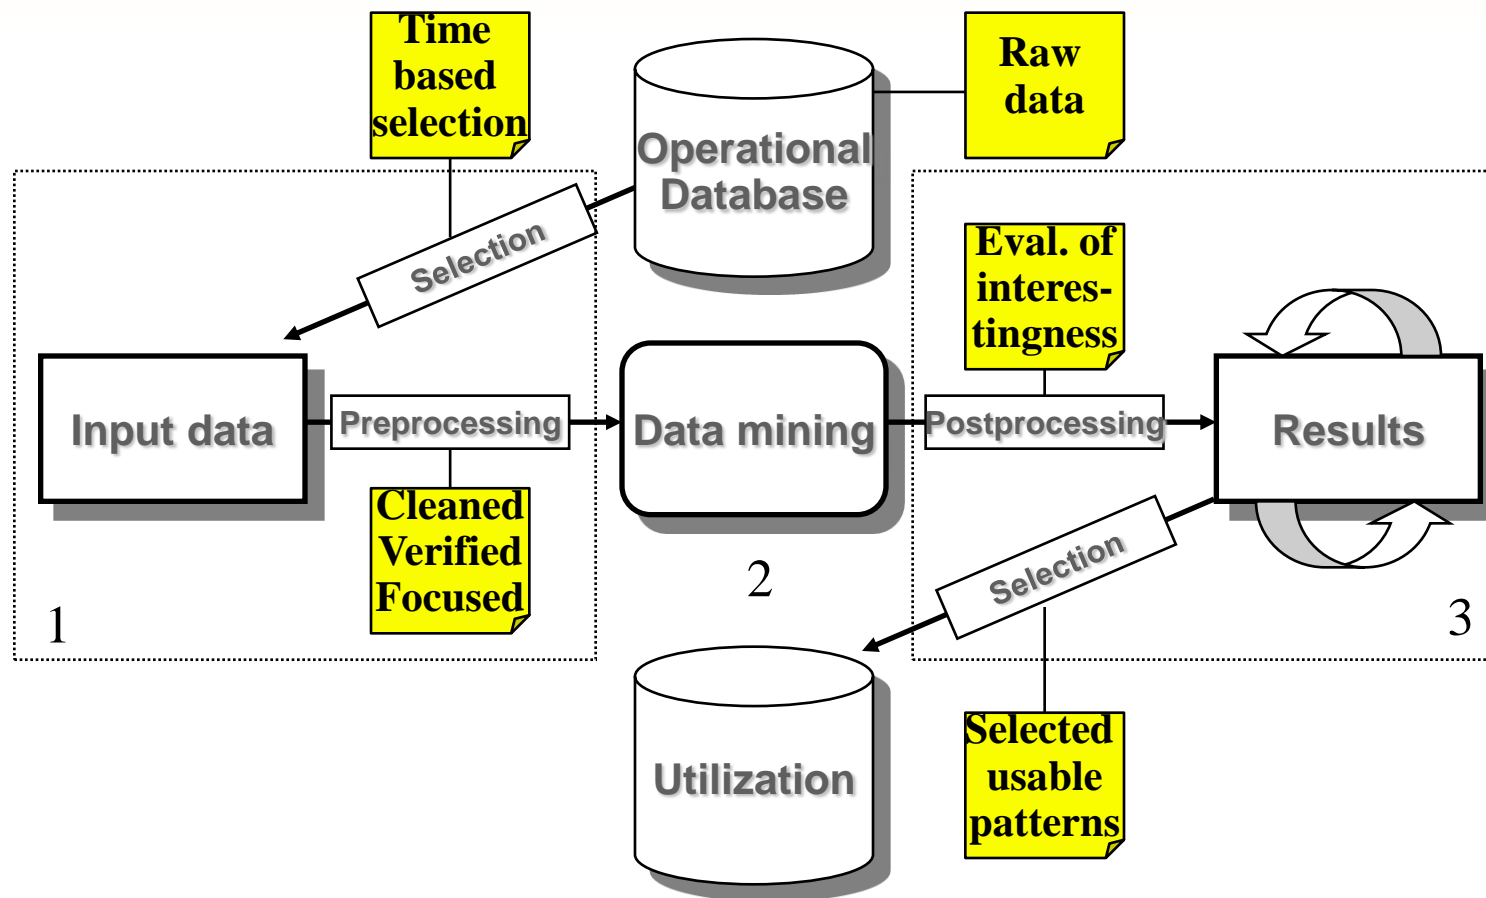 Time
based
selection
Operational
Database
Raw
data
Selection
Eval. of
interes-
tingness
Input data
Preprocessing
Data mining
Postprocessing
Results
Cleaned
Verified
Focused
1
2
Selection
3
Utilization
Selected
usable
patterns